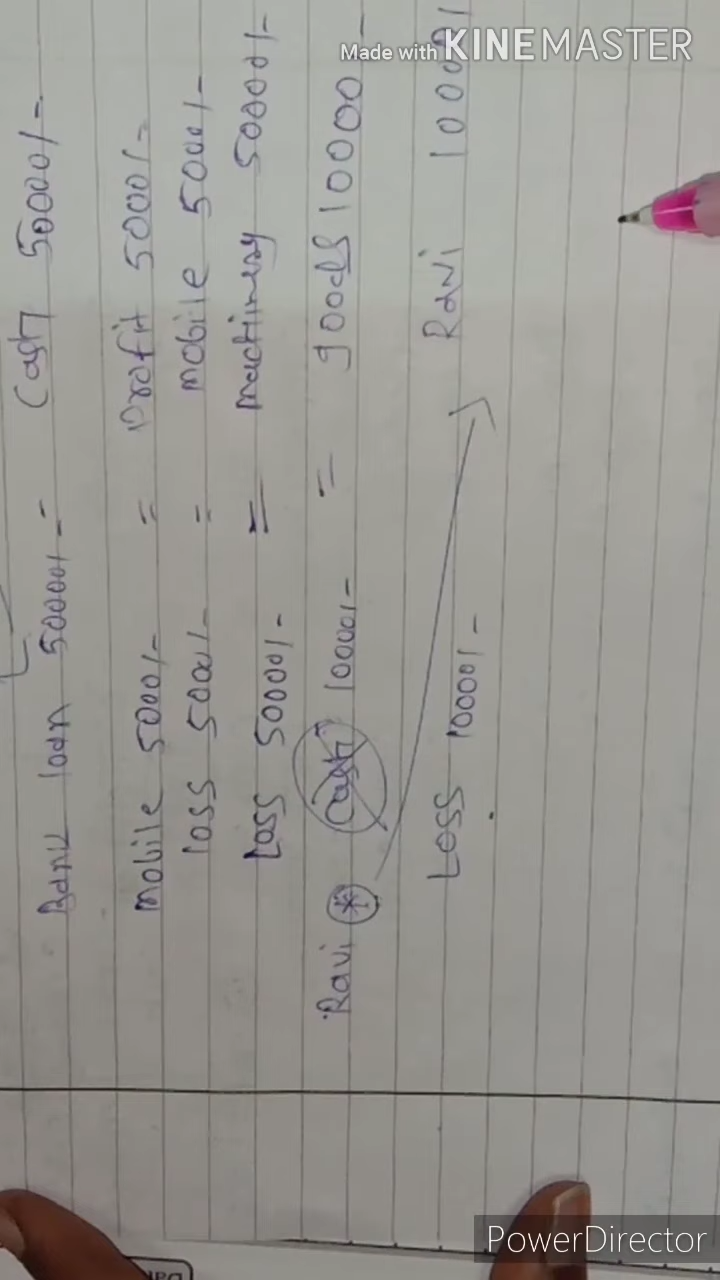 Made with KINEMASTER
Bank loan 50000/- = Cash 50000/-
mobile 5000/- = Profit 5000/-
loss 5000/- = mobile 5000/-
Loss 50000/- = machinery 50000/-
Ravi * Cash 10000/- = goods 10000 -
Loss 10000/- Ravi 10000/
PowerDirector